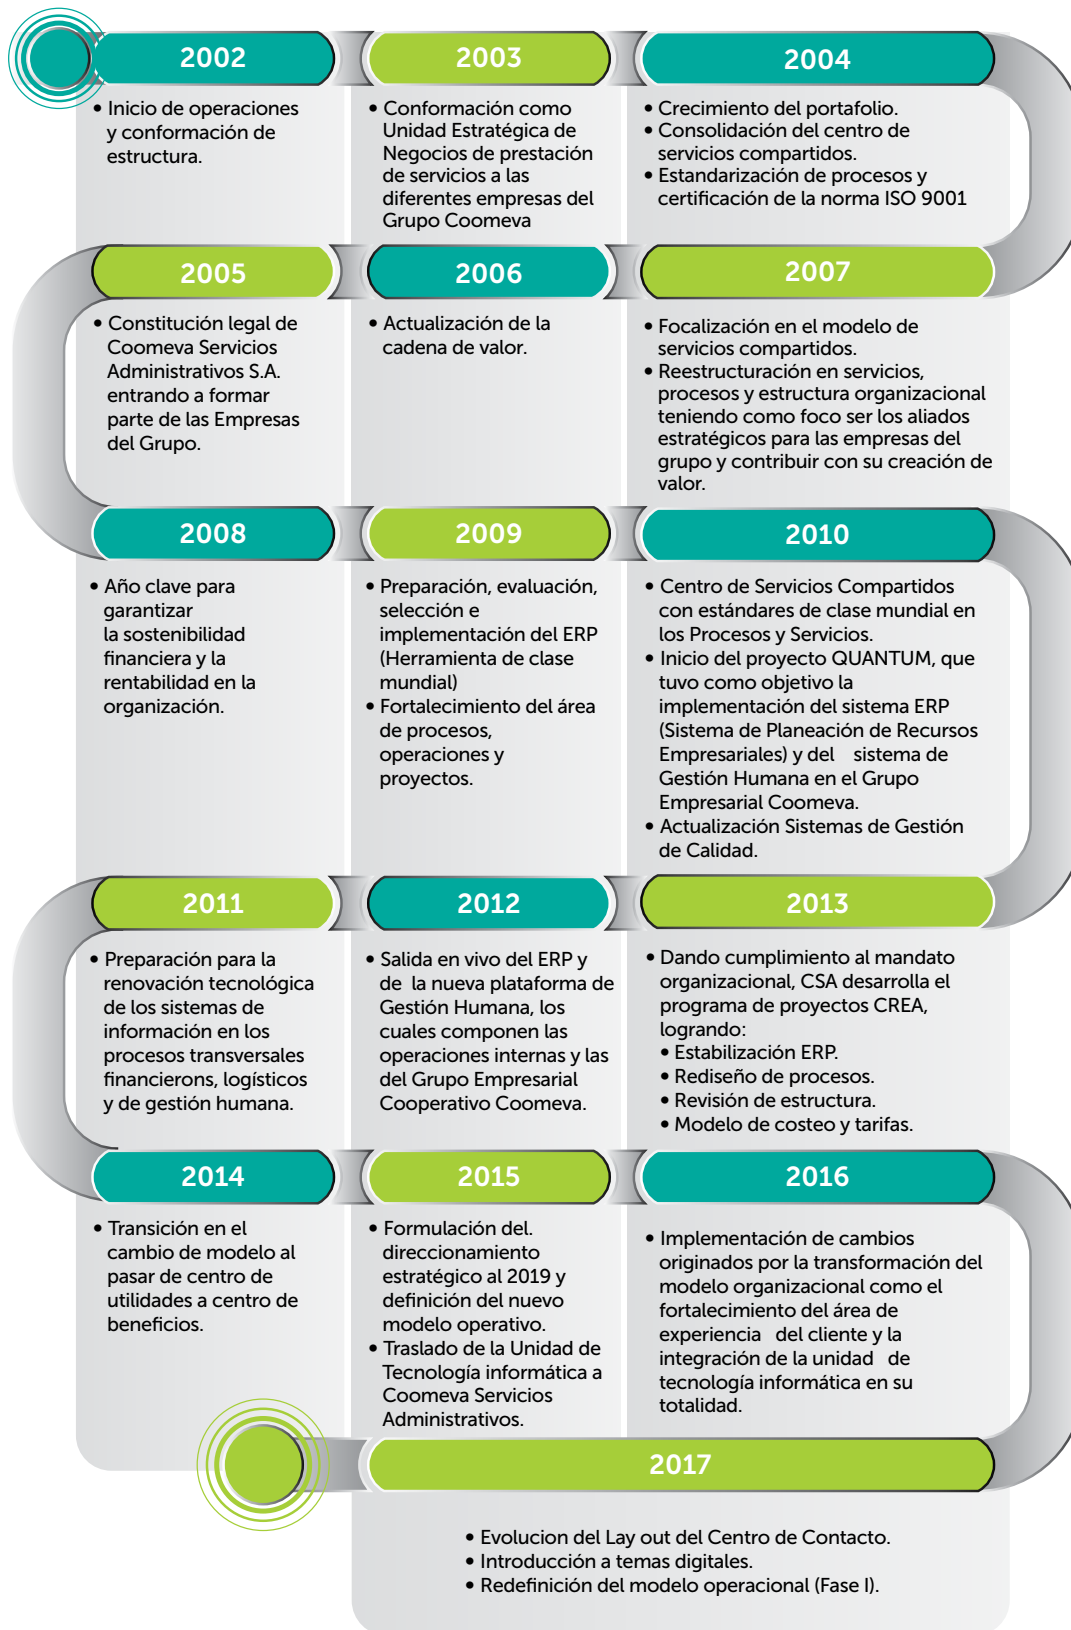 2002
• Inicio de operaciones
y conformación de
estructura.
2003
• Conformación como
Unidad Estratégica de
Negocios de prestación
de servicios a las
diferentes empresas del
Grupo Coomeva
2004
• Crecimiento del portafolio.
• Consolidación del centro de
servicios compartidos.
• Estandarización de procesos y
certificación de la norma ISO 9001
2005
• Constitución legal de
Coomeva Servicios
Administrativos S.A.
entrando a formar
parte de las Empresas
del Grupo.
2006
• Actualización de la
cadena de valor.
2007
• Focalización en el modelo de
servicios compartidos.
• Reestructuración en servicios,
procesos y estructura organizacional
teniendo como foco ser los aliados
estratégicos para las empresas del
grupo y contribuir con su creación de
valor.
2008
• Año clave para
garantizar
la sostenibilidad
financiera y la
rentabilidad en la
organización.
2009
• Preparación, evaluación,
selección e
implementación del ERP
(Herramienta de clase
mundial)
• Fortalecimiento del área
de procesos,
operaciones y
proyectos.
2010
• Centro de Servicios Compartidos
con estándares de clase mundial en
los Procesos y Servicios.
• Inicio del proyecto QUANTUM, que
tuvo como objetivo la
implementación del sistema ERP
(Sistema de Planeación de Recursos
Empresariales) y del sistema de
Gestión Humana en el Grupo
Empresarial Coomeva.
• Actualización Sistemas de Gestión
de Calidad.
2011
• Preparación para la
renovación tecnológica
de los sistemas de
información en los
procesos transversales
financierons, logísticos
y de gestión humana.
2012
• Salida en vivo del ERP y
de la nueva plataforma de
Gestión Humana, los
cuales componen las
operaciones internas y las
del Grupo Empresarial
Cooperativo Coomeva.
2013
• Dando cumplimiento al mandato
organizacional, CSA desarrolla el
programa de proyectos CREA,
logrando:
• Estabilización ERP.
• Rediseño de procesos.
• Revisión de estructura.
• Modelo de costeo y tarifas.
2014
• Transición en el
cambio de modelo al
pasar de centro de
utilidades a centro de
beneficios.
2015
• Formulación del.
direccionamiento
estratégico al 2019 y
definición del nuevo
modelo operativo.
• Traslado de la Unidad de
Tecnología informática a
Coomeva Servicios
Administrativos.
2016
• Implementación de cambios
originados por la transformación del
modelo organizacional como el
fortalecimiento del área de
experiencia del cliente y la
integración de la unidad de
tecnología informática en su
totalidad.
2017
• Evolucion del Lay out del Centro de Contacto.
• Introducción a temas digitales.
• Redefinición del modelo operacional (Fase I).